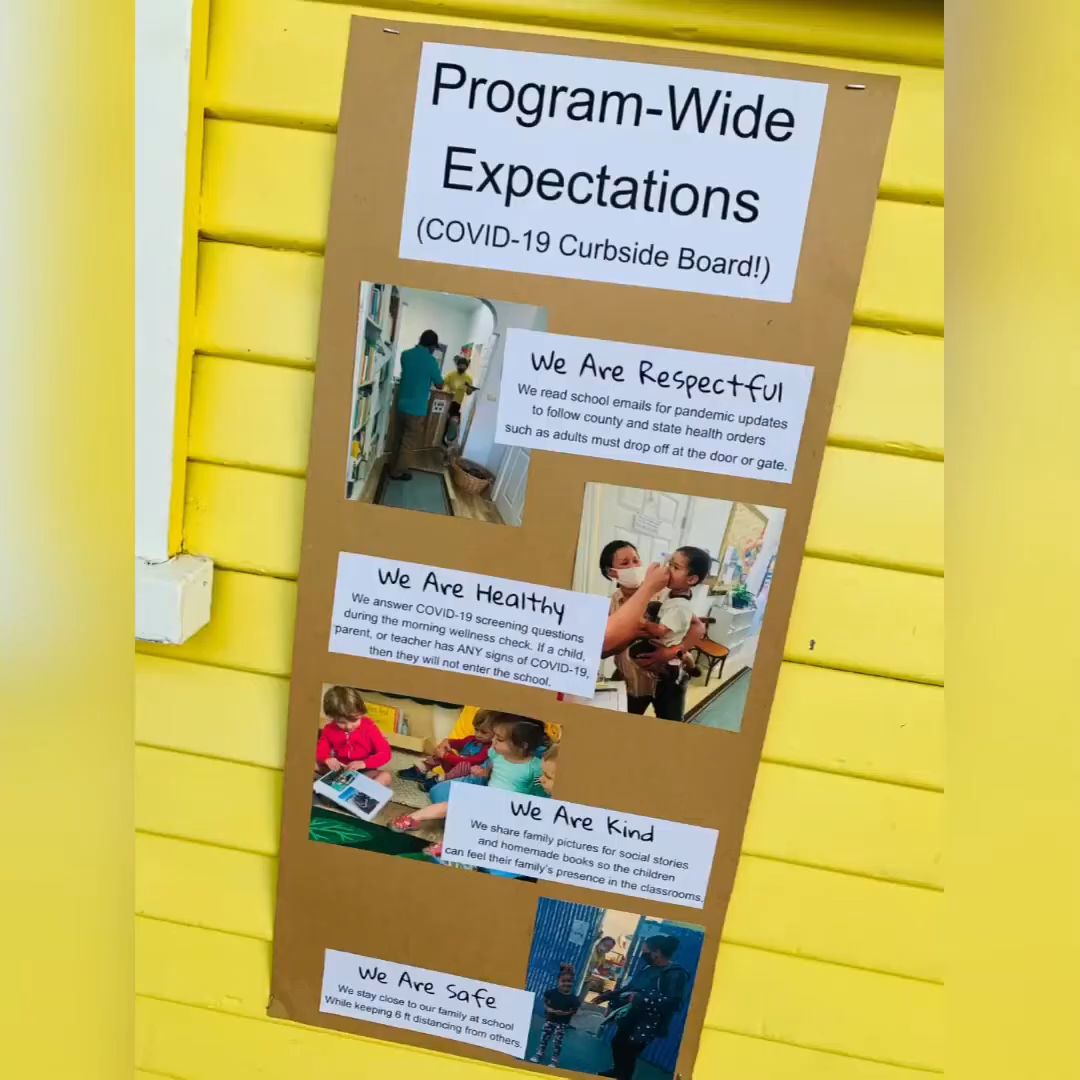 Program-Wide
Expectations
(COVID-19 Curbside Board!)
We Are Respectful
We read school emails for pandemic updates
to follow county and state health orders
such as adults must drop off at the door or gate.
We Are Healthy
We answer COVID-19 screening questions
during the morning wellness check. If a child,
parent, or teacher has ANY signs of COVID-19,
then they will not enter the school.
We Are Kind
We share family pictures for social stories
and homemade books so the children
can feel their family's presence in the classrooms.
We Are Safe
We stay close to our family at school
While keeping 6 ft distancing from others.